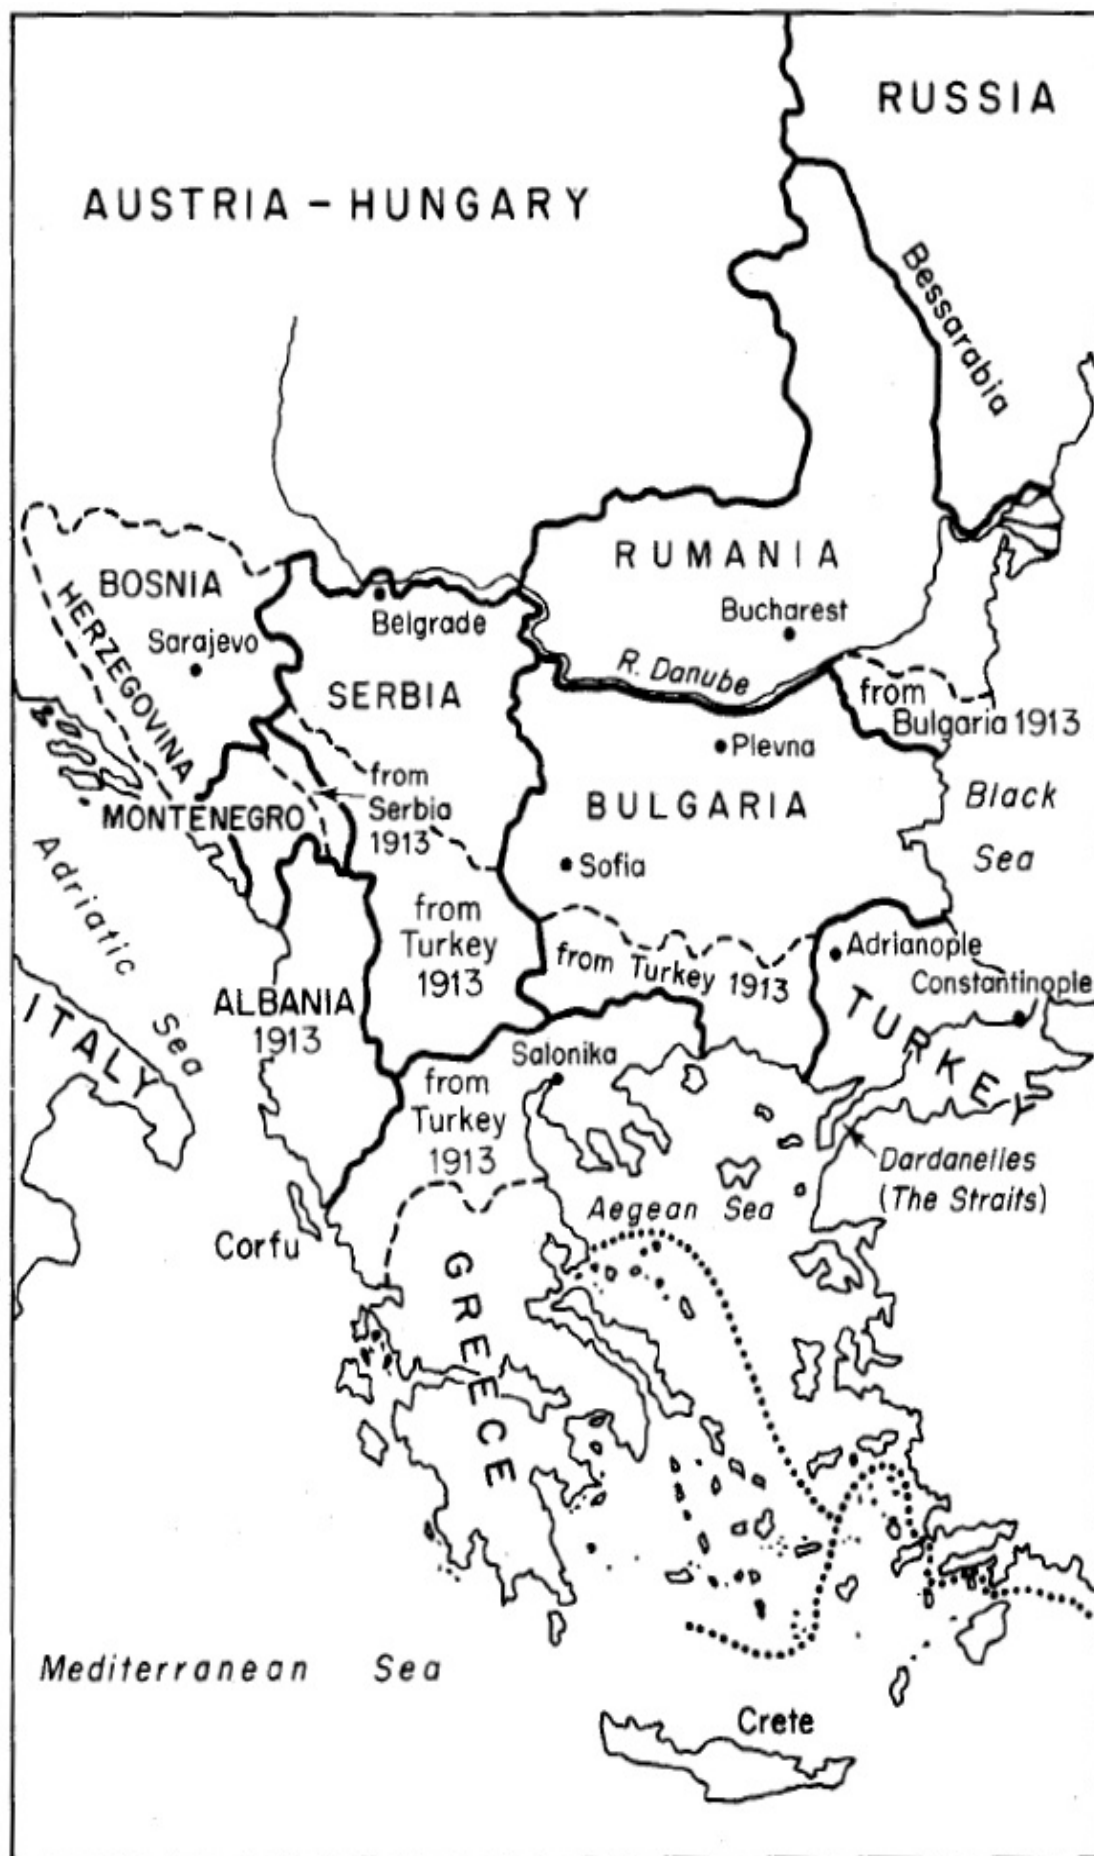 RUSSIA
AUSTRIA – HUNGARY
Bessarabia
RUMANIA
BOSNIA
HERZEGOVINA
Bucharest
Belgrade
Sarajevo
R. Danube
SERBIA
from
Bulgaria 1913
Plevna
from
Serbia
1913
MONTENEGRO
BULGARIA
Black
Sea
Adriatic
Sea
Sofia
from
Turkey
1913
from Turkey 1913
Adrianople
Constantinople
ITALY
ALBANIA
1913
TURKEY
Salonika
from
Turkey
1913
Dardanelles
(The Straits)
Aegean Sea
Corfu
GREECE
Mediterranean Sea
Crete